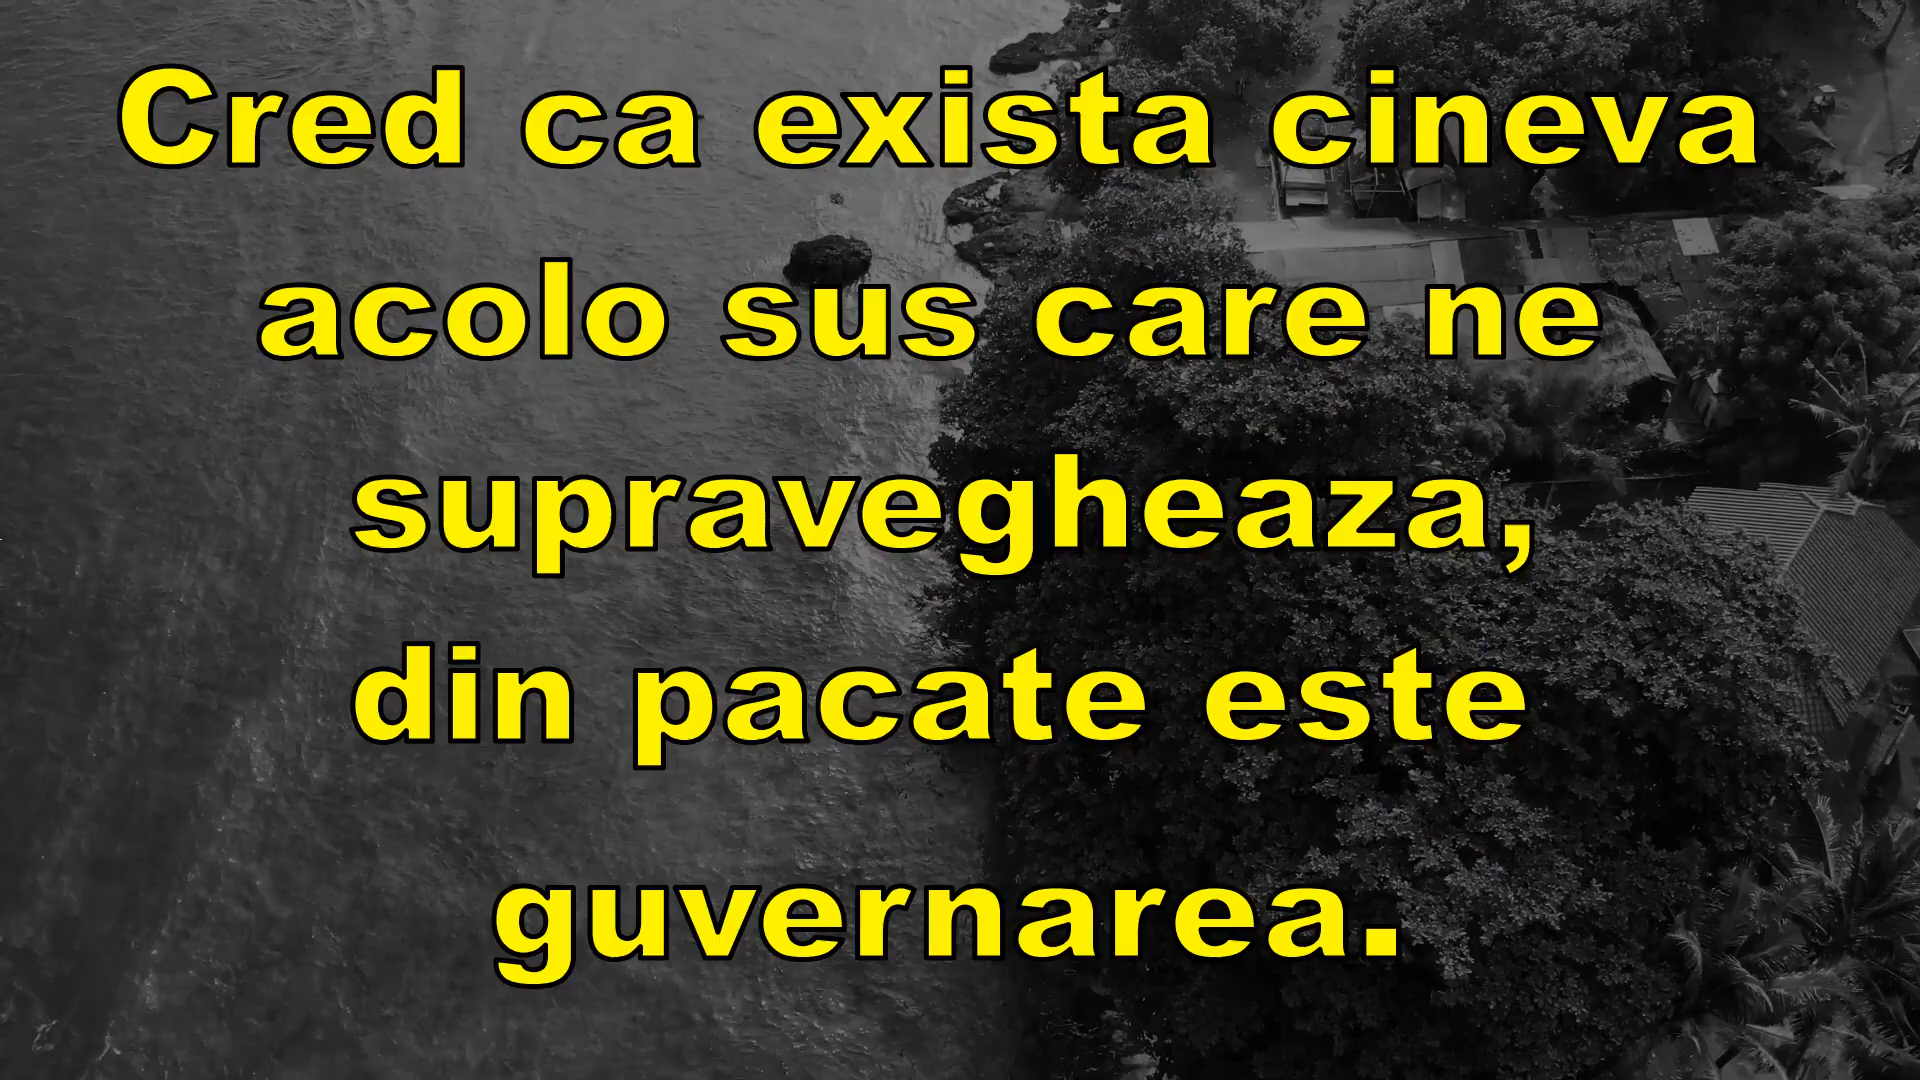 Cred ca exista cineva
acolo sus care ne
supravegheaza,
din pacate este
guvernarea.